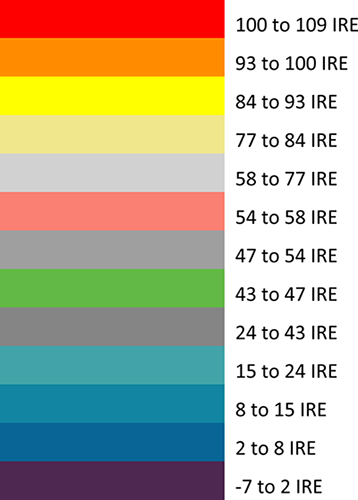 100 to 109 IRE
93 to 100 IRE
84 to 93 IRE
77 to 84 IRE
58 to 77 IRE
54 to 58 IRE
47 to 54 IRE
43 to 47 IRE
24 to 43 IRE
15 to 24 IRE
8 to 15 IRE
2 to 8 IRE
-7 to 2 IRE